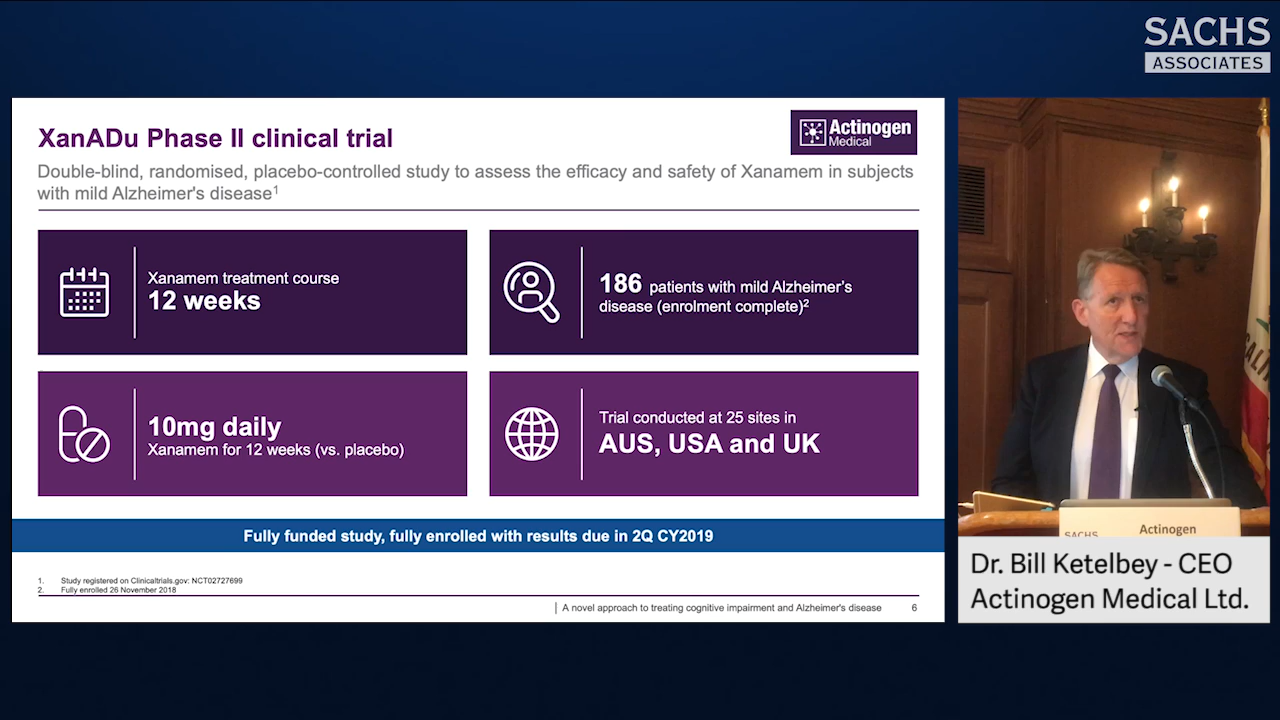 SACHS
ASSOCIATES
XanADu Phase II clinical trial
Actinogen
Medical
Double-blind, randomised, placebo-controlled study to assess the efficacy and safety of Xanamem in subjects
with mild Alzheimer's disease1
Xanamem treatment course
12 weeks
186 patients with mild Alzheimer's
disease (enrolment complete)2
10mg daily
Xanamem for 12 weeks (vs. placebo)
Trial conducted at 25 sites in
AUS, USA and UK
Fully funded study, fully enrolled with results due in 2Q CY2019
1. Study registered on Clinicaltrials.gov: NCT02727699
2. Fully enrolled 26 November 2018
A novel approach to treating cognitive impairment and Alzheimer's disease 6
SACHS
Actinogen
Dr. Bill Ketelbey - CEO
Actinogen Medical Ltd.